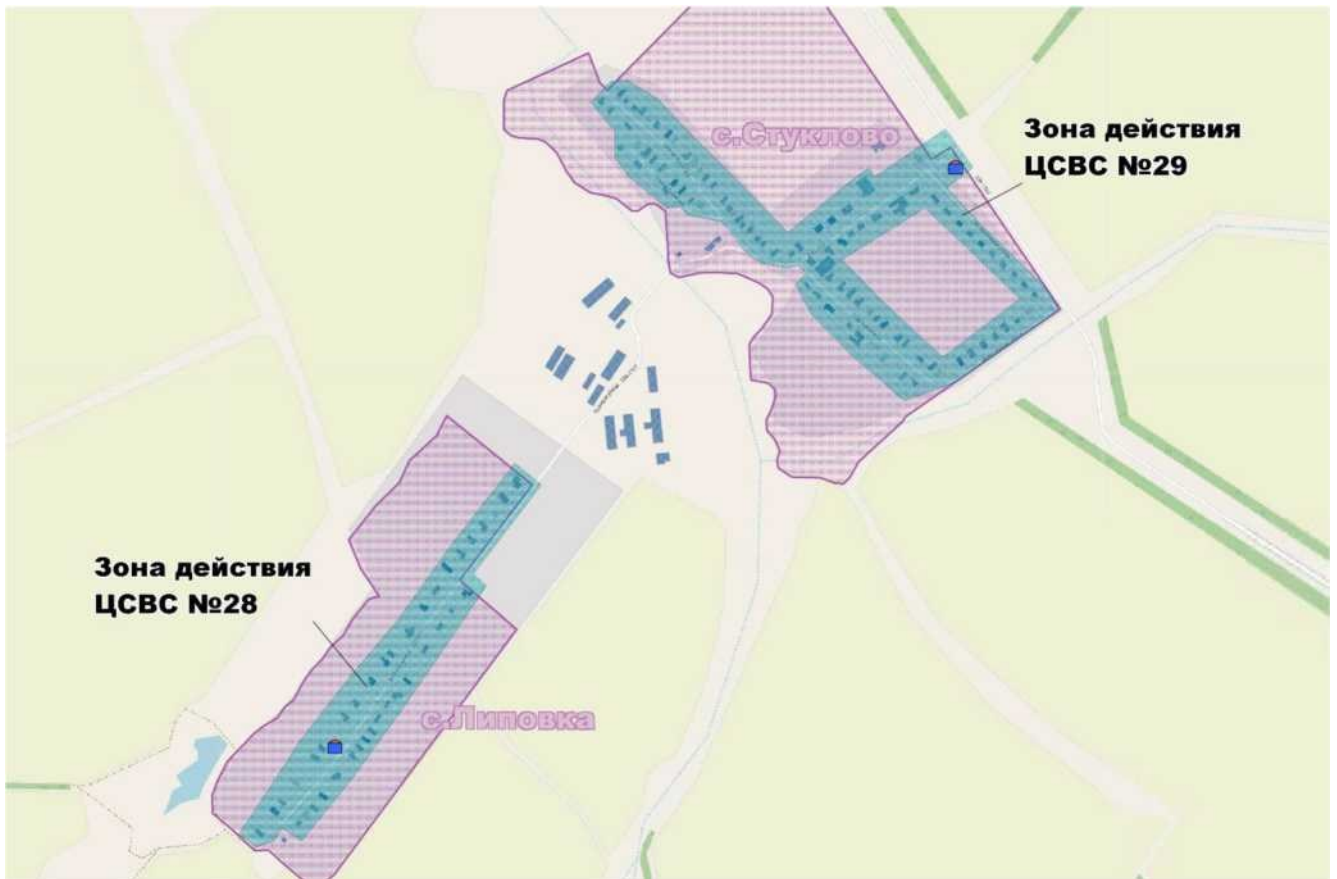 с.Стуклово
Зона действия
ЦСВС №29
Зона действия
ЦСВС №28
с.Липовка